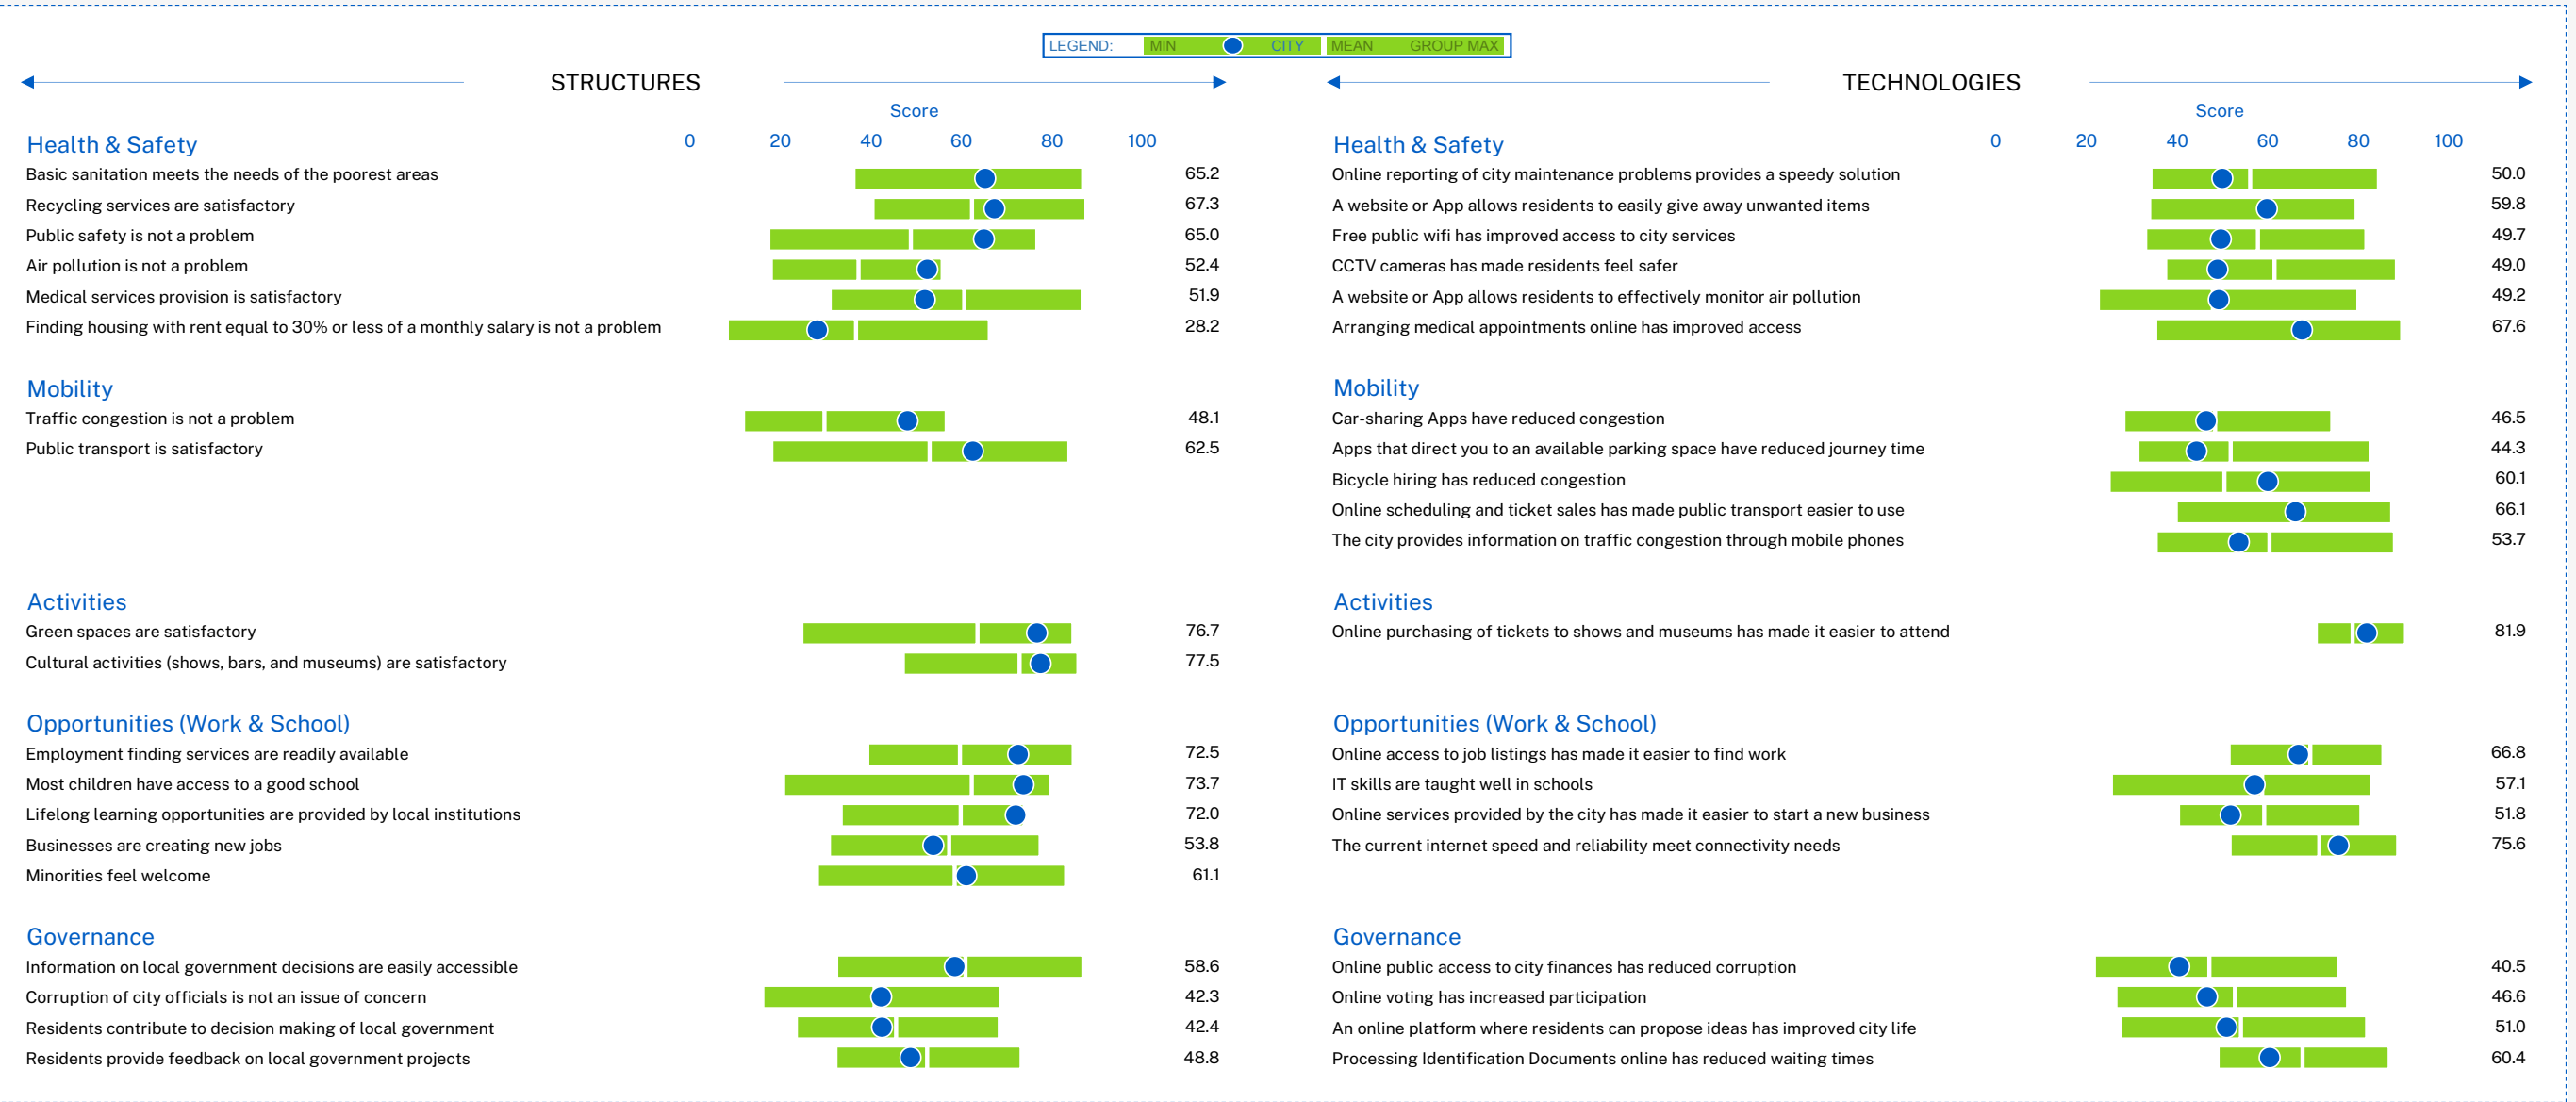 LEGEND: MIN CITY MEAN GROUP MAX
STRUCTURES
Score
Health & Safety 0 20 40 60 80 100
Basic sanitation meets the needs of the poorest areas 65.2
Recycling services are satisfactory 67.3
Public safety is not a problem 65.0
Air pollution is not a problem 52.4
Medical services provision is satisfactory 51.9
Finding housing with rent equal to 30% or less of a monthly salary is not a problem 28.2
Mobility
Traffic congestion is not a problem 48.1
Public transport is satisfactory 62.5
Activities
Green spaces are satisfactory 76.7
Cultural activities (shows, bars, and museums) are satisfactory 77.5
Opportunities (Work & School)
Employment finding services are readily available 72.5
Most children have access to a good school 73.7
Lifelong learning opportunities are provided by local institutions 72.0
Businesses are creating new jobs 53.8
Minorities feel welcome 61.1
Governance
Information on local government decisions are easily accessible 58.6
Corruption of city officials is not an issue of concern 42.3
Residents contribute to decision making of local government 42.4
Residents provide feedback on local government projects 48.8
TECHNOLOGIES
Score
Health & Safety 0 20 40 60 80 100
Online reporting of city maintenance problems provides a speedy solution 50.0
A website or App allows residents to easily give away unwanted items 59.8
Free public wifi has improved access to city services 49.7
CCTV cameras has made residents feel safer 49.0
A website or App allows residents to effectively monitor air pollution 49.2
Arranging medical appointments online has improved access 67.6
Mobility
Car-sharing Apps have reduced congestion 46.5
Apps that direct you to an available parking space have reduced journey time 44.3
Bicycle hiring has reduced congestion 60.1
Online scheduling and ticket sales has made public transport easier to use 66.1
The city provides information on traffic congestion through mobile phones 53.7
Activities
Online purchasing of tickets to shows and museums has made it easier to attend 81.9
Opportunities (Work & School)
Online access to job listings has made it easier to find work 66.8
IT skills are taught well in schools 57.1
Online services provided by the city has made it easier to start a new business 51.8
The current internet speed and reliability meet connectivity needs 75.6
Governance
Online public access to city finances has reduced corruption 40.5
Online voting has increased participation 46.6
An online platform where residents can propose ideas has improved city life 51.0
Processing Identification Documents online has reduced waiting times 60.4